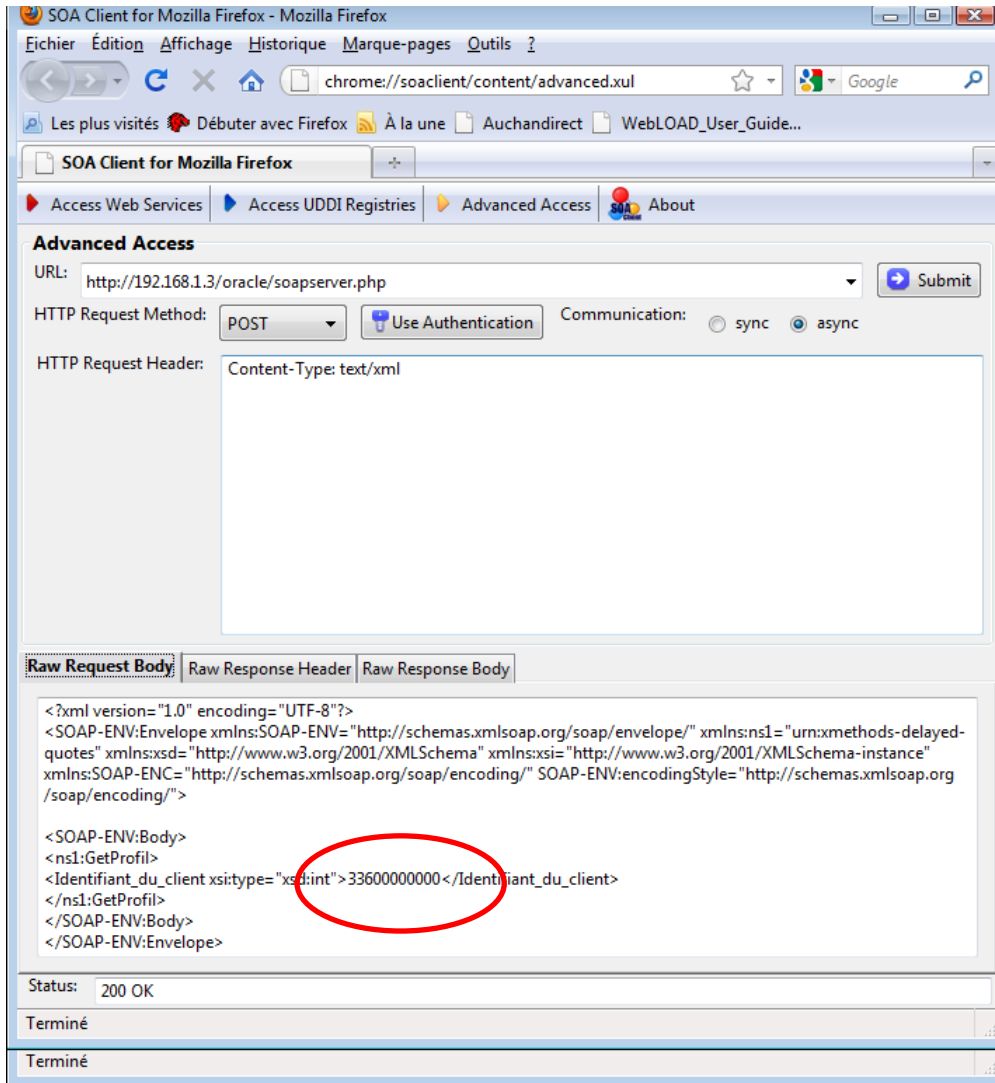 SOA Client for Mozilla Firefox - Mozilla Firefox
Fichier Édition Affichage Historique Marque-pages Outils ?
chrome://soaclient/content/advanced.xul Google
Les plus visités Débuter avec Firefox À la une Auchandirect WebLOAD_User_Guide...
SOA Client for Mozilla Firefox
Access Web Services Access UDDI Registries Advanced Access SOA Client About
Advanced Access
URL: http://192.168.1.3/oracle/soapserver.php Submit
HTTP Request Method: POST Use Authentication Communication: sync async
HTTP Request Header: Content-Type: text/xml
Raw Request Body Raw Response Header Raw Response Body
<?xml version="1.0" encoding="UTF-8"?>
<SOAP-ENV:Envelope xmlns:SOAP-ENV="http://schemas.xmlsoap.org/soap/envelope/" xmlns:ns1="urn:xmethods-delayed-
quotes" xmlns:xsd="http://www.w3.org/2001/XMLSchema" xmlns:xsi="http://www.w3.org/2001/XMLSchema-instance"
xmlns:SOAP-ENC="http://schemas.xmlsoap.org/soap/encoding/" SOAP-ENV:encodingStyle="http://schemas.xmlsoap.org
/soap/encoding/">
<SOAP-ENV:Body>
<ns1:GetProfil>
<Identifiant_du_client xsi:type="xsd:int">33600000000</Identifiant_du_client>
</ns1:GetProfil>
</SOAP-ENV:Body>
</SOAP-ENV:Envelope>
Status: 200 OK
Terminé
Terminé